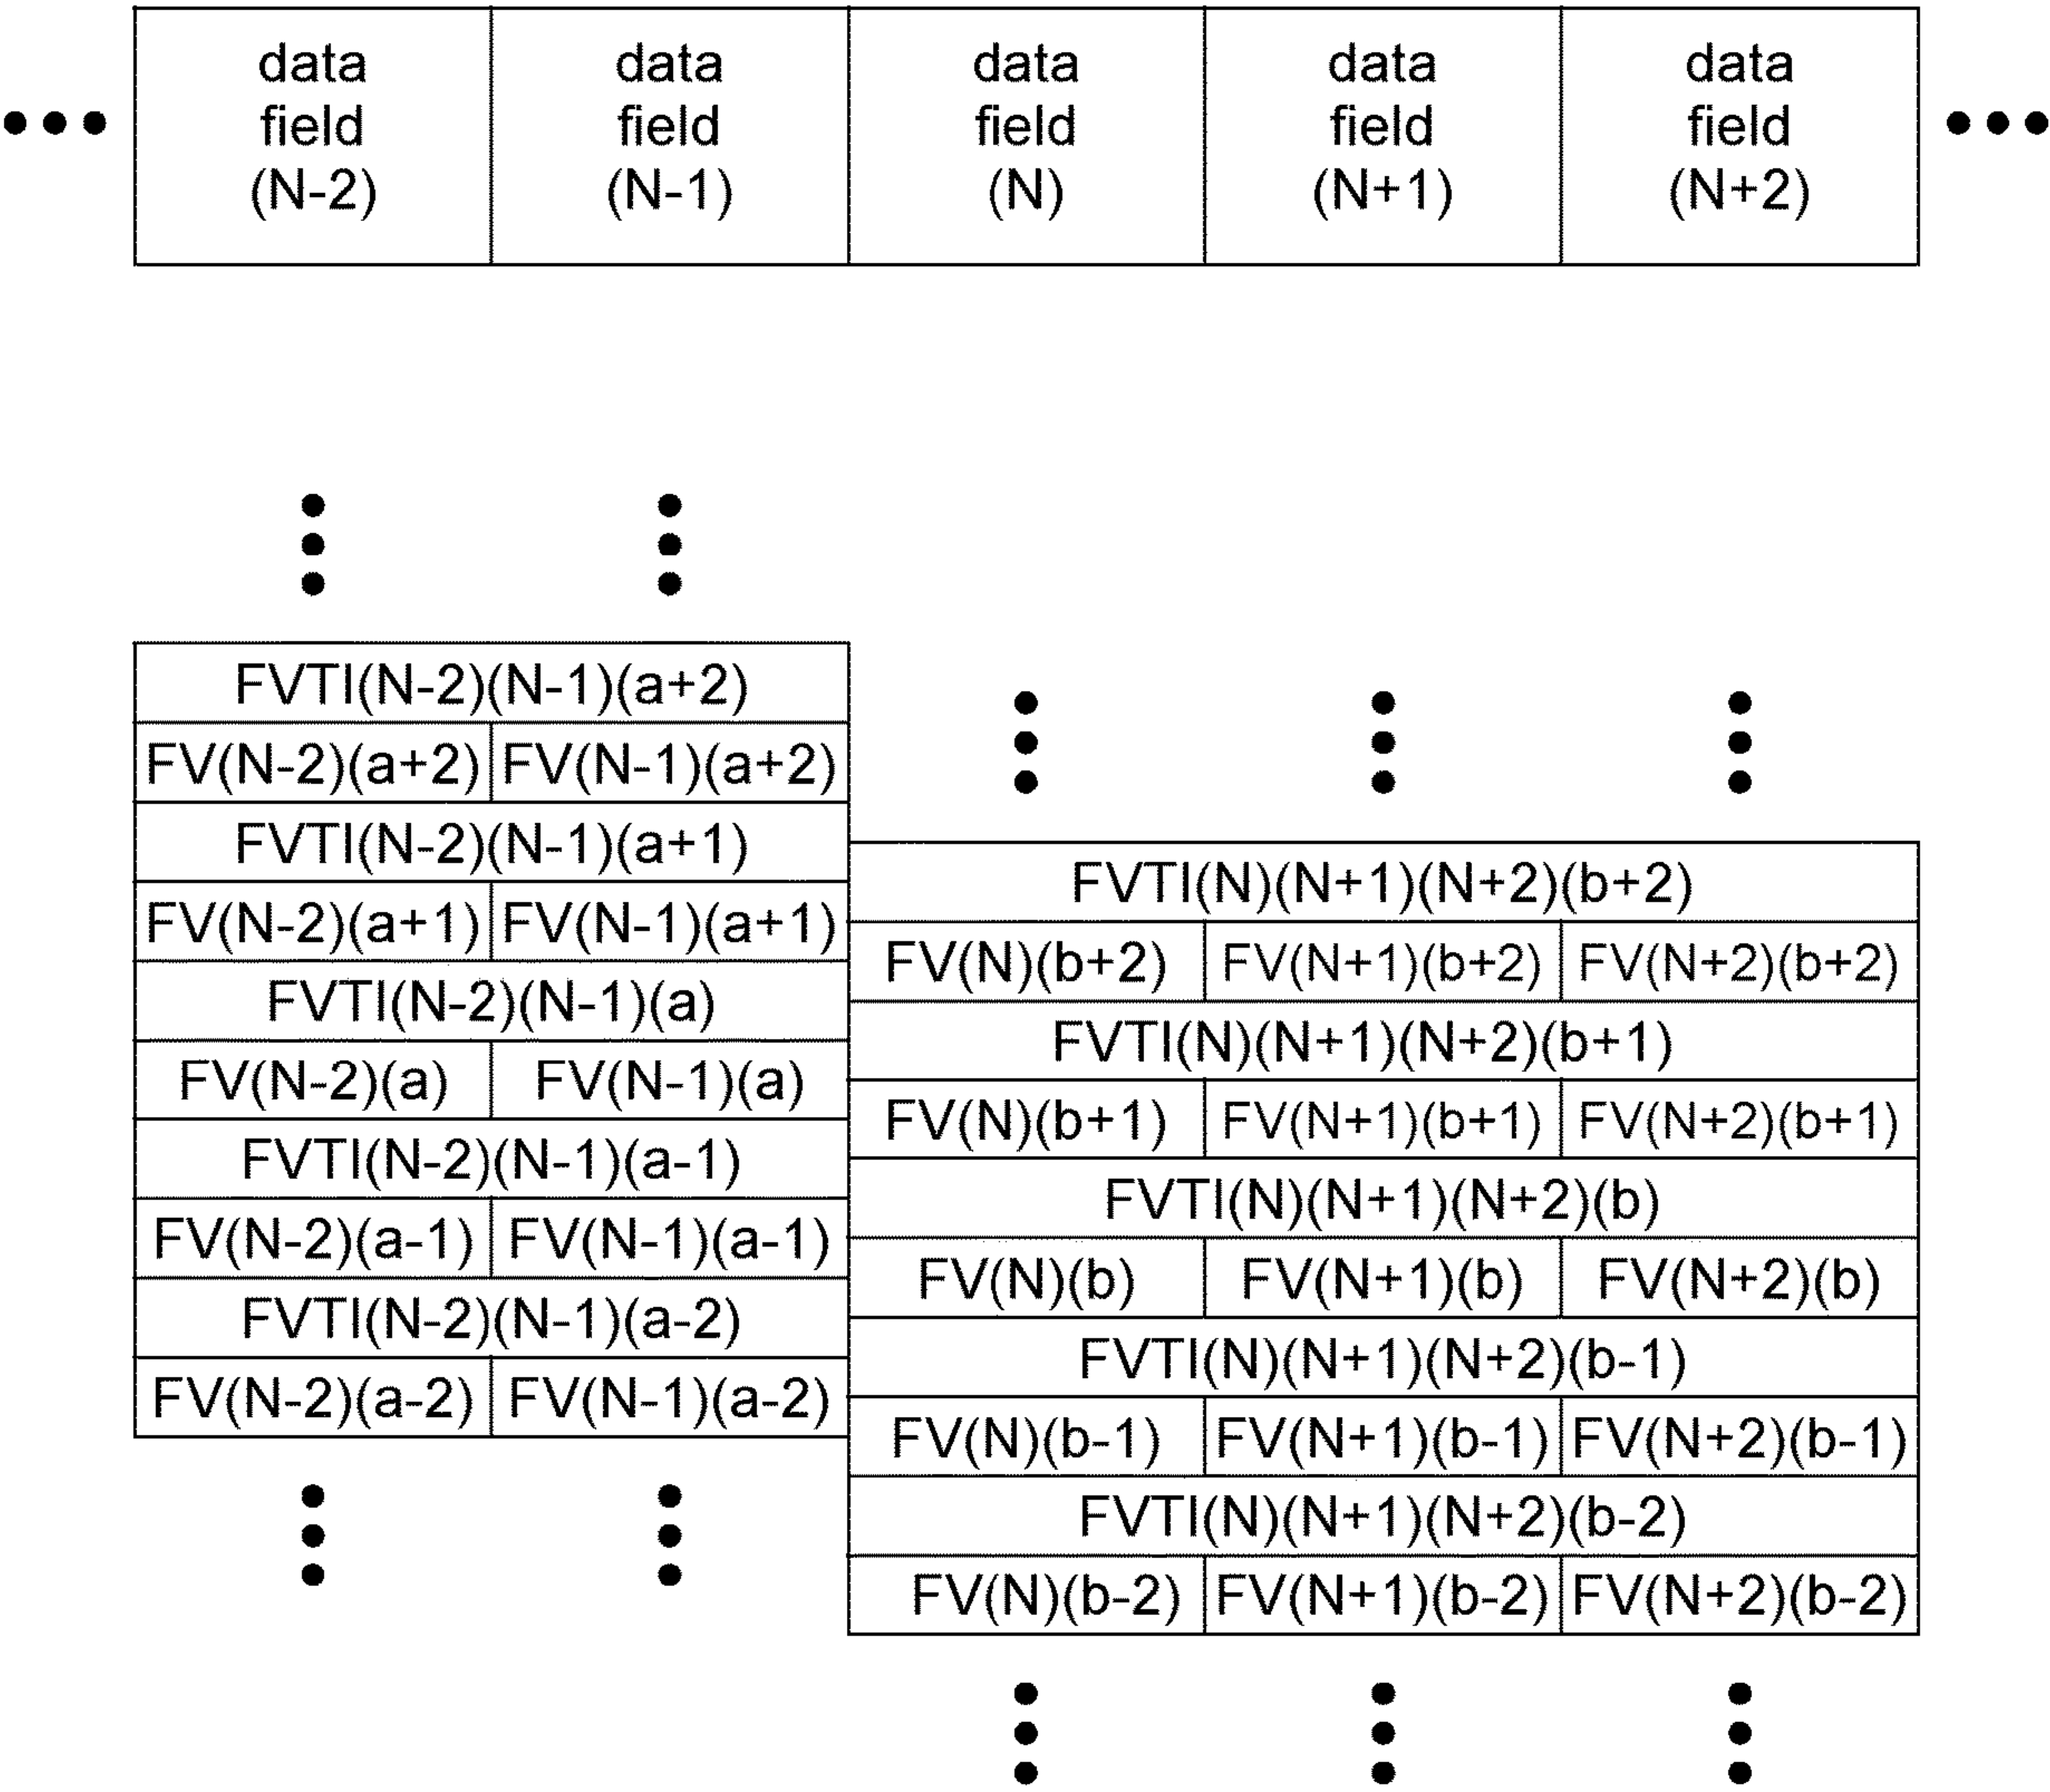 data field (N-2) data field (N-1) data field (N) data field (N+1) data field (N+2)
FVTI(N-2)(N-1)(a+2)
FV(N-2)(a+2) FV(N-1)(a+2)
FVTI(N-2)(N-1)(a+1)
FV(N-2)(a+1) FV(N-1)(a+1)
FVTI(N-2)(N-1)(a)
FV(N-2)(a) FV(N-1)(a)
FVTI(N-2)(N-1)(a-1)
FV(N-2)(a-1) FV(N-1)(a-1)
FVTI(N-2)(N-1)(a-2)
FV(N-2)(a-2) FV(N-1)(a-2)
FVTI(N)(N+1)(N+2)(b+2)
FV(N)(b+2) FV(N+1)(b+2) FV(N+2)(b+2)
FVTI(N)(N+1)(N+2)(b+1)
FV(N)(b+1) FV(N+1)(b+1) FV(N+2)(b+1)
FVTI(N)(N+1)(N+2)(b)
FV(N)(b) FV(N+1)(b) FV(N+2)(b)
FVTI(N)(N+1)(N+2)(b-1)
FV(N)(b-1) FV(N+1)(b-1) FV(N+2)(b-1)
FVTI(N)(N+1)(N+2)(b-2)
FV(N)(b-2) FV(N+1)(b-2) FV(N+2)(b-2)